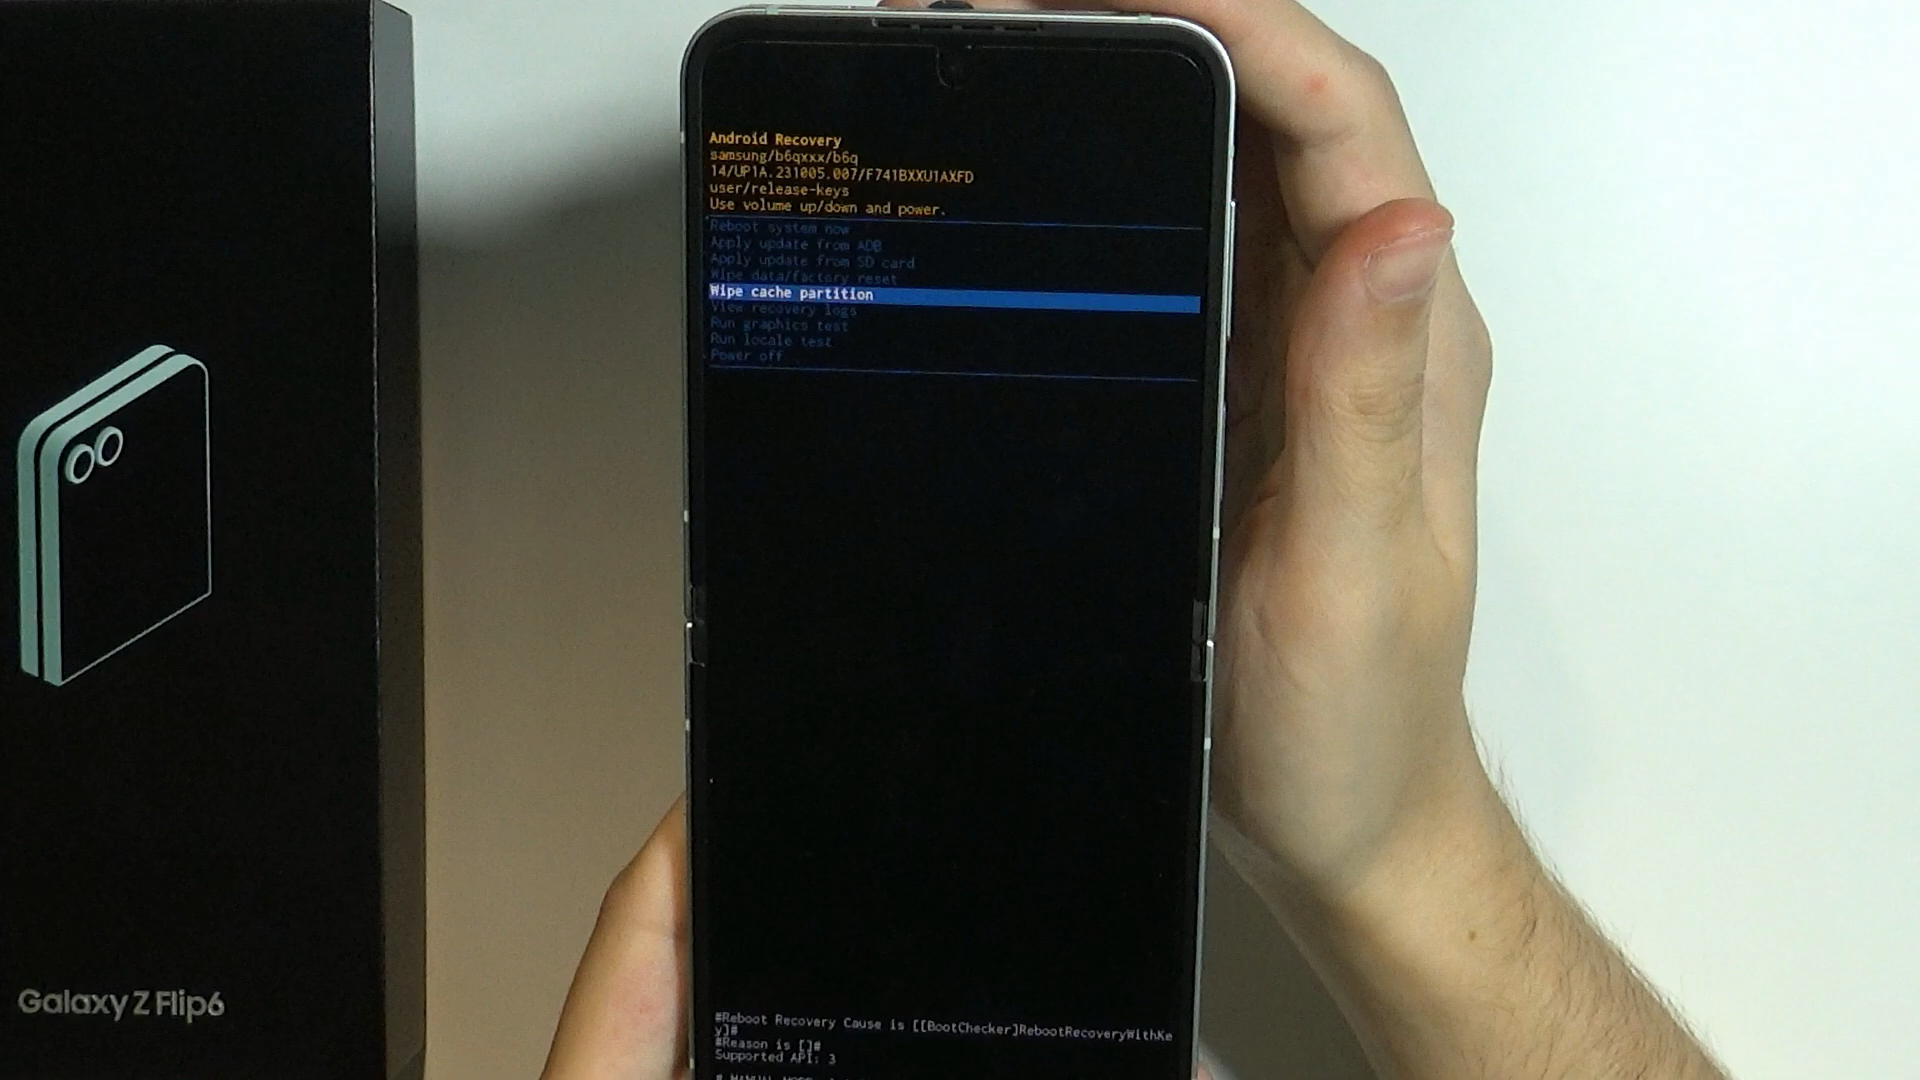 Android Recovery
samsung/b6qxxx/b6q
14/UP1A.231005.007/F741BXXU1AXFD
user/release-keys
Use volume up/down and power.
Reboot system now
Apply update from ADB
Apply update from SD card
Wipe data/factory reset
Wipe cache partition
View recovery logs
Run graphics test
Run locale test
Power off
#Reboot Recovery Cause is [[BootChecker]RebootRecoveryWithKe
y]#
#Reason is []#
Supported API: 3
Galaxy Z Flip6